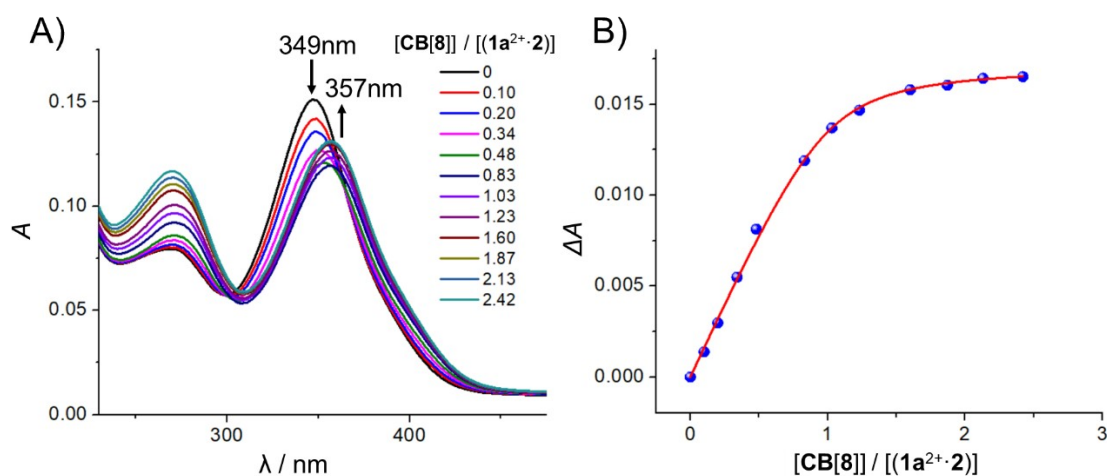 A)
349nm
357nm
[CB[8]] / [(1a²⁺·2)]
0
0.10
0.20
0.34
0.48
0.83
1.03
1.23
1.60
1.87
2.13
2.42
0.15
0.10
0.05
0.00
A
300
400
λ / nm
B)
0.015
0.010
0.005
0.000
ΔA
0
1
2
3
[CB[8]] / [(1a²⁺·2)]